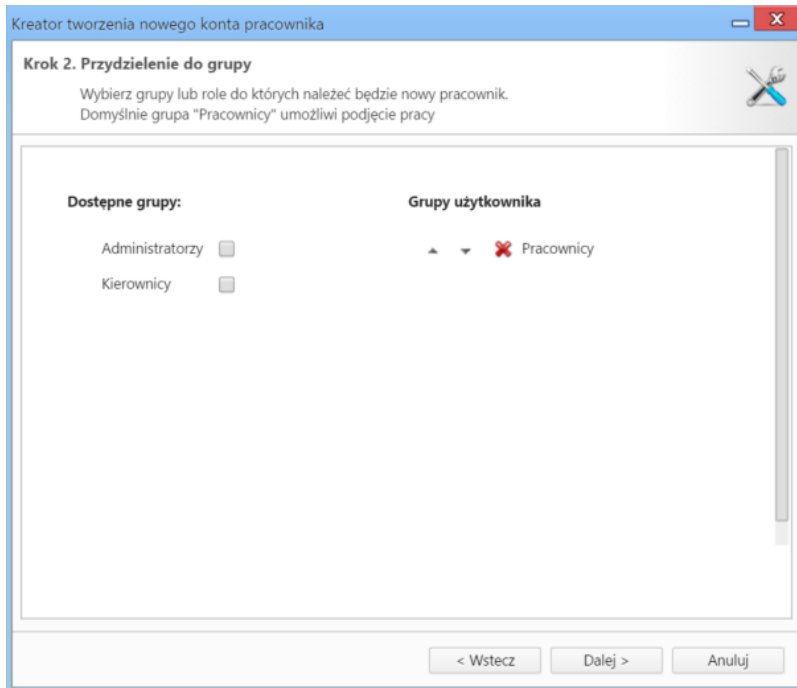 Kreator tworzenia nowego konta pracownika
Krok 2. Przydzielenie do grupy
Wybierz grupy lub role do których należeć będzie nowy pracownik.
Domyślnie grupa "Pracownicy" umożliwi podjęcie pracy
Dostępne grupy:
Grupy użytkownika
Administratorzy
Pracownicy
Kierownicy
< Wstecz
Dalej >
Anuluj